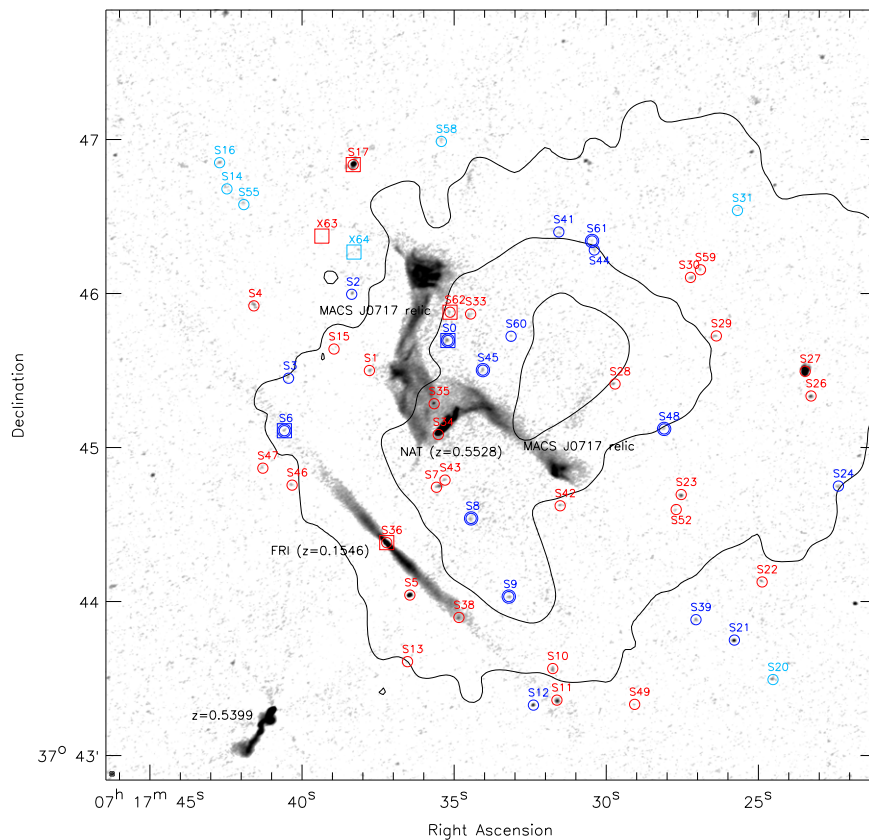 47
46
45
44
37° 43'
Declination
07ʰ 17ᵐ 45ˢ
40ˢ
35ˢ
30ˢ
25ˢ
Right Ascension
S58
S16
S17
S14
S55
S31
X63
S41
S61
X64
S44
S59
S30
S2
S4
S62
S33
MACS J0717 relic
S0
S60
S29
S15
S1
S45
S27
S3
S28
S26
S35
S6
S34
S48
NAT (z=0.5528)
MACS J0717 relic
S47
S46
S7
S43
S24
S23
S42
S52
S8
S36
FRI (z=0.1546)
S22
S5
S9
S38
S39
S21
S13
S10
S20
S12
S11
S49
z=0.5399